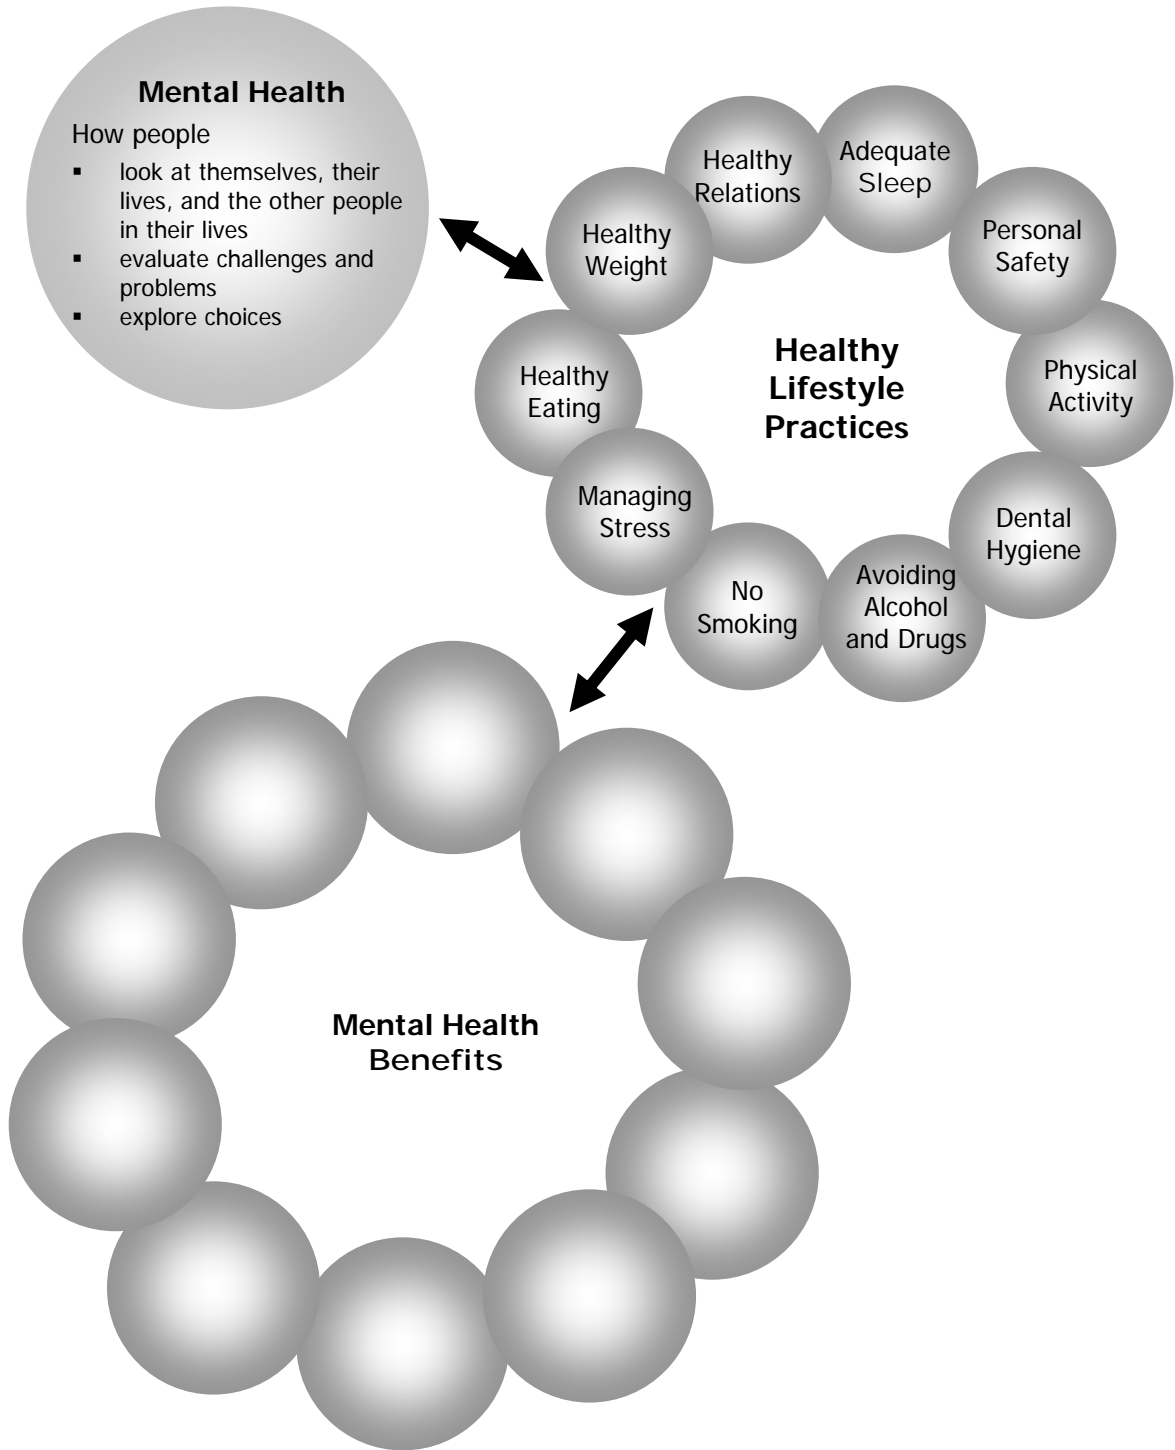 Mental Health
How people
▪ look at themselves, their
lives, and the other people
in their lives
▪ evaluate challenges and
problems
▪ explore choices
Healthy
Relations
Adequate
Sleep
Healthy
Weight
Personal
Safety
Healthy
Lifestyle
Practices
Healthy
Eating
Physical
Activity
Managing
Stress
Dental
Hygiene
No
Smoking
Avoiding
Alcohol
and Drugs
Mental Health
Benefits